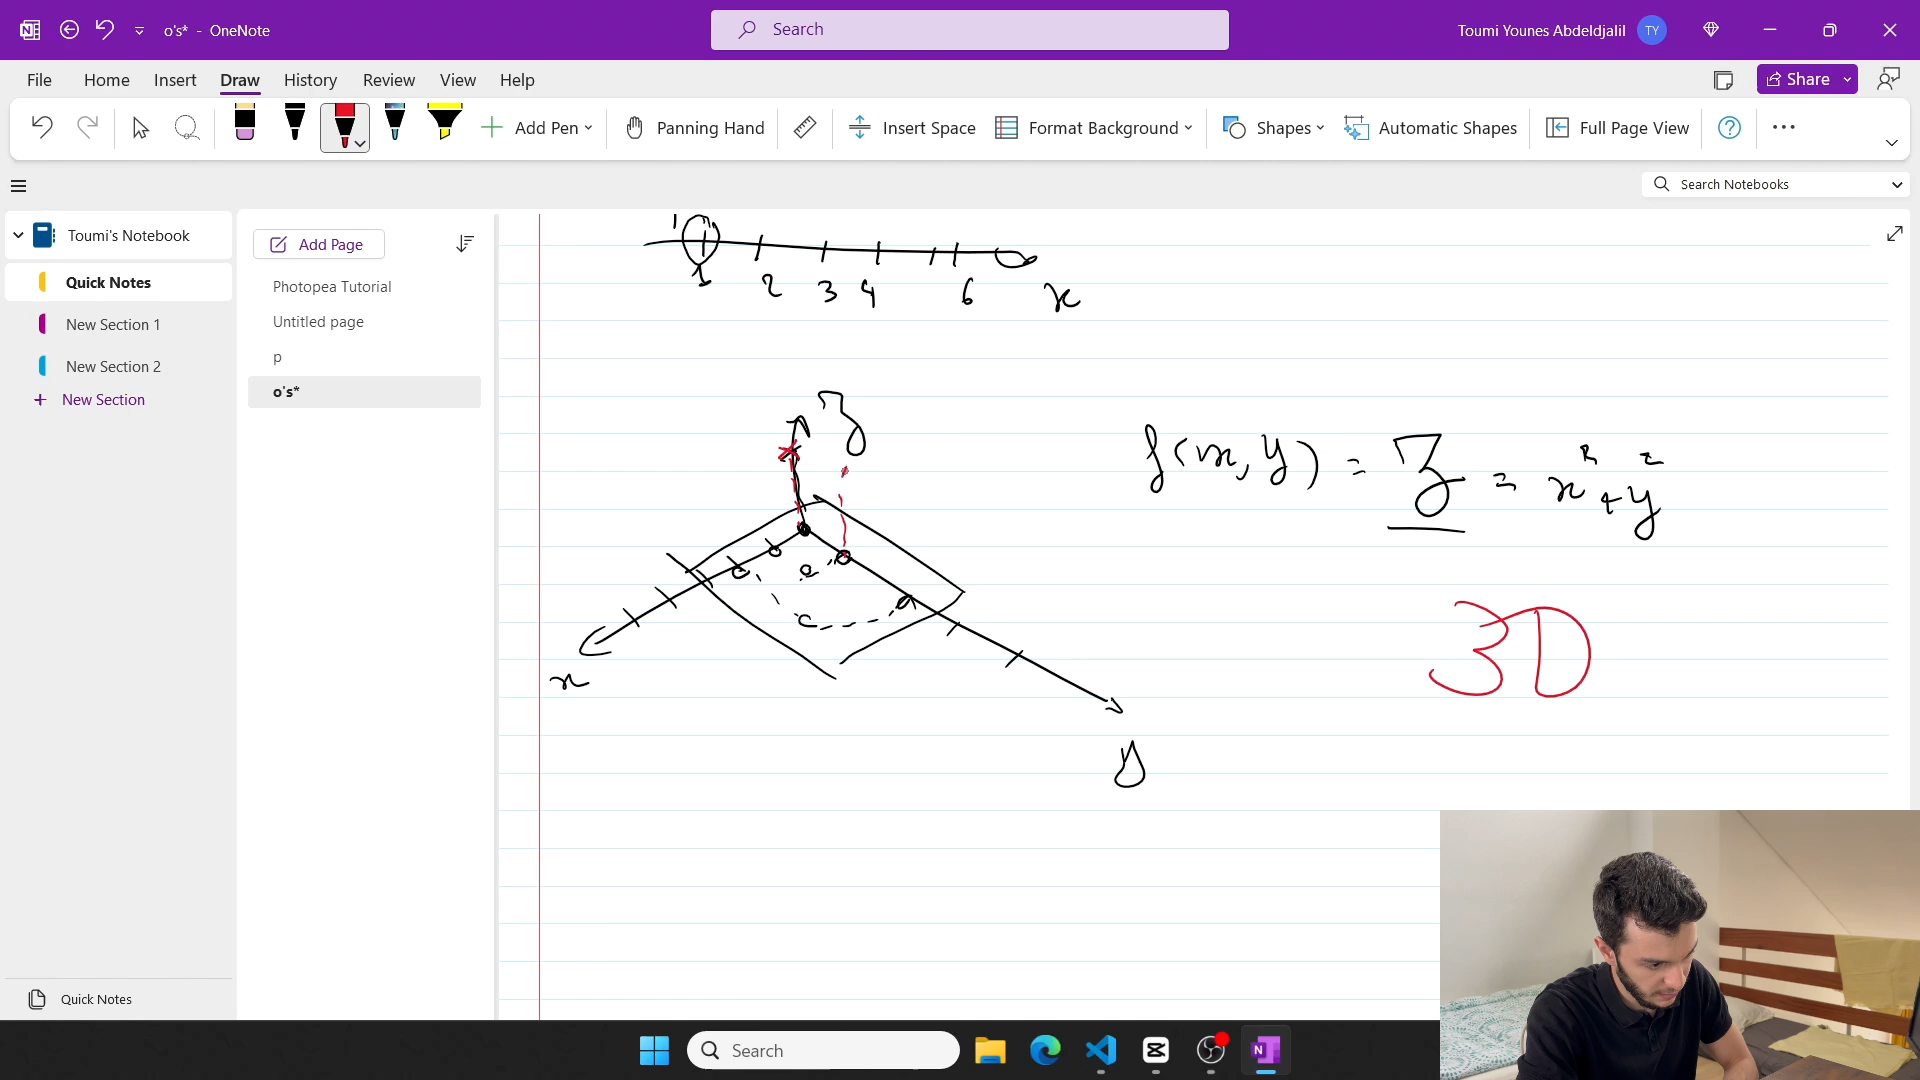 o's* - OneNote
Search
Toumi Younes Abdeldjalil
TY
File Home Insert Draw History Review View Help
Share
Add Pen
Panning Hand
Insert Space
Format Background
Shapes
Automatic Shapes
Full Page View
Search Notebooks
Toumi's Notebook
Quick Notes
New Section 1
New Section 2
New Section
Add Page
Photopea Tutorial
Untitled page
p
o's*
1 2 3 4 6 x
z
f(x, y) = z = x² + y²
3D
x
y
Quick Notes
Search